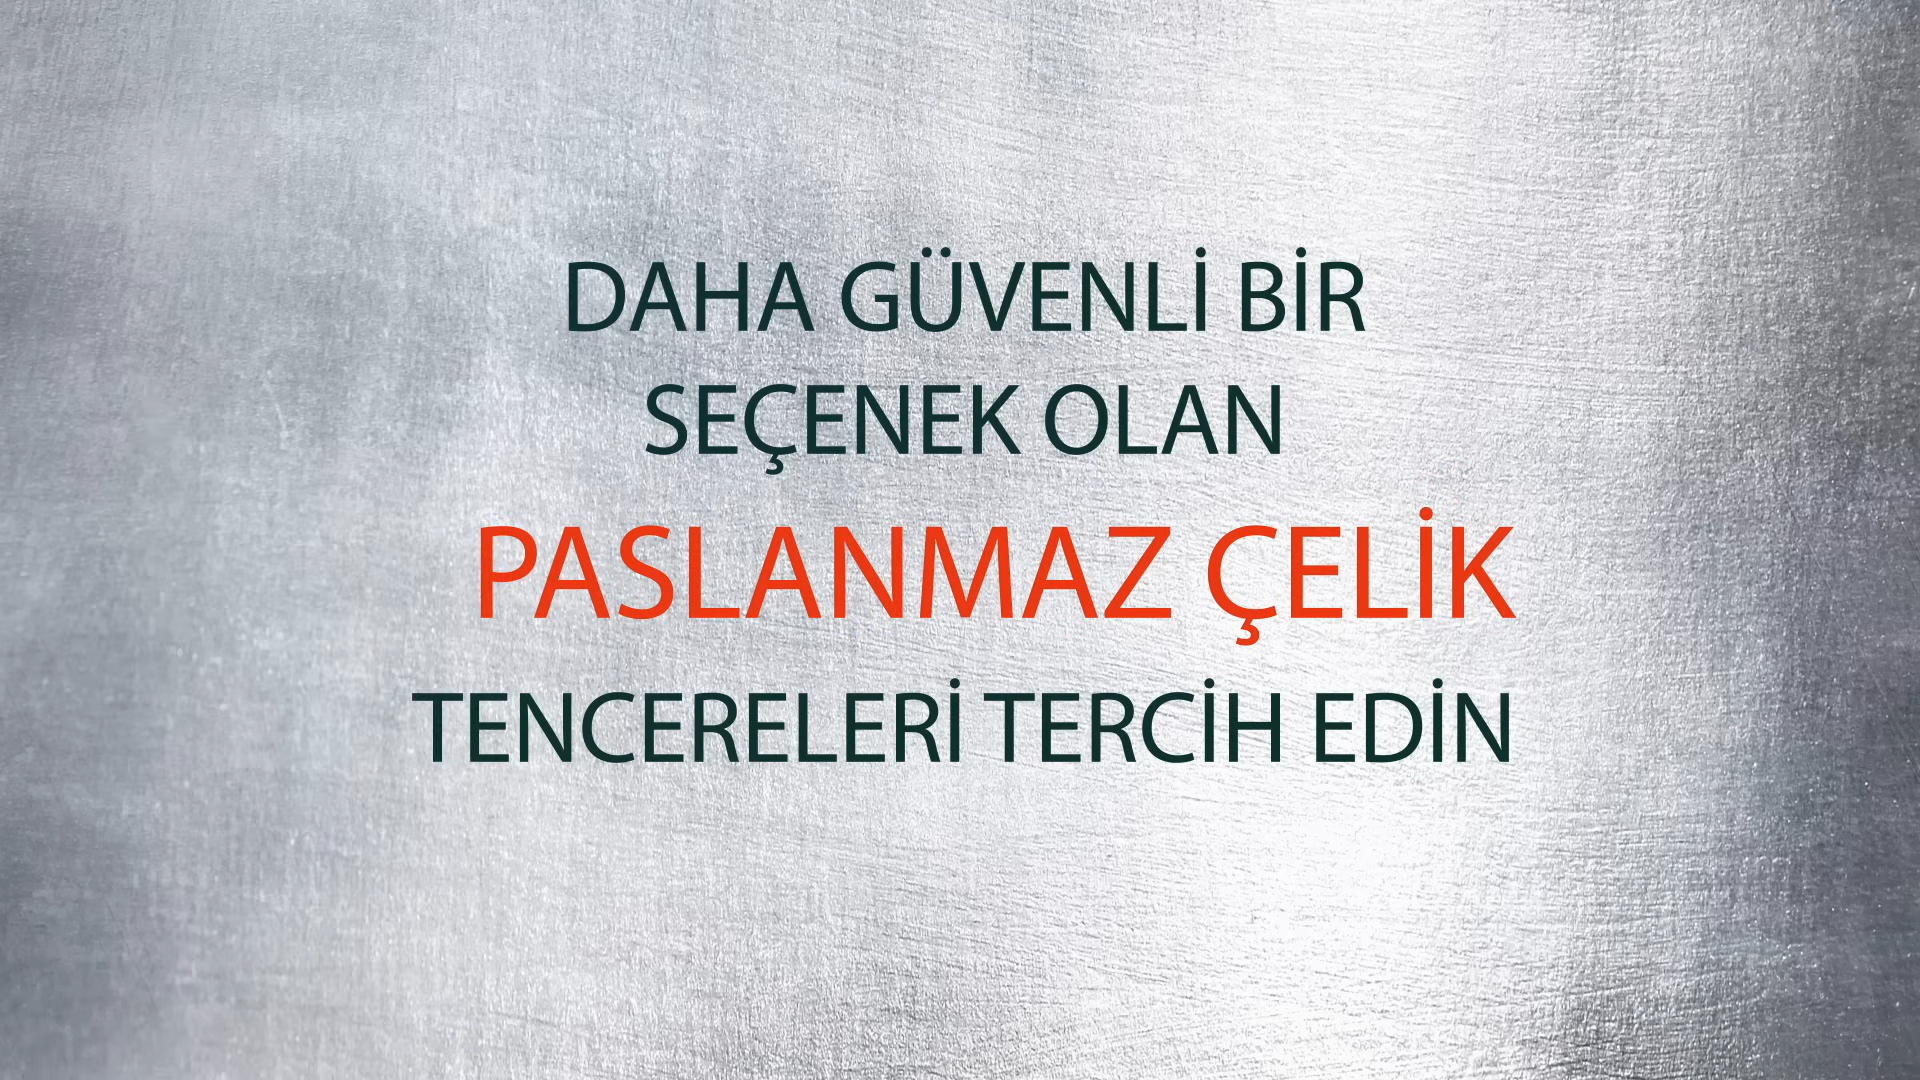 DAHA GÜVENLİ BİR
SEÇENEK OLAN
PASLANMAZ ÇELİK
TENCERELERİ TERCİH EDİN